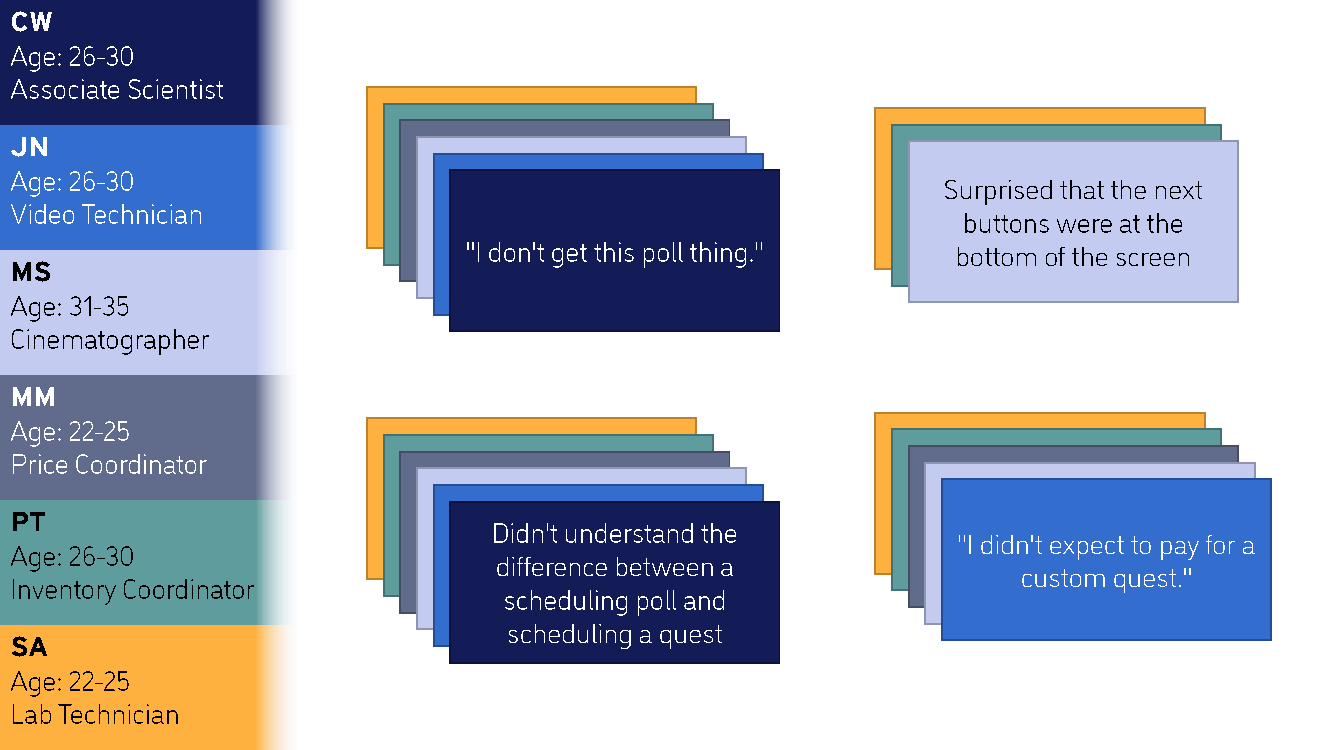 CW
Age: 26-30
Associate Scientist
JN
Age: 26-30
Video Technician
MS
Age: 31-35
Cinematographer
MM
Age: 22-25
Price Coordinator
PT
Age: 26-30
Inventory Coordinator
SA
Age: 22-25
Lab Technician
"I don't get this poll thing."
Surprised that the next
buttons were at the
bottom of the screen
Didn't understand the
difference between a
scheduling poll and
scheduling a quest
"I didn't expect to pay for a
custom quest."